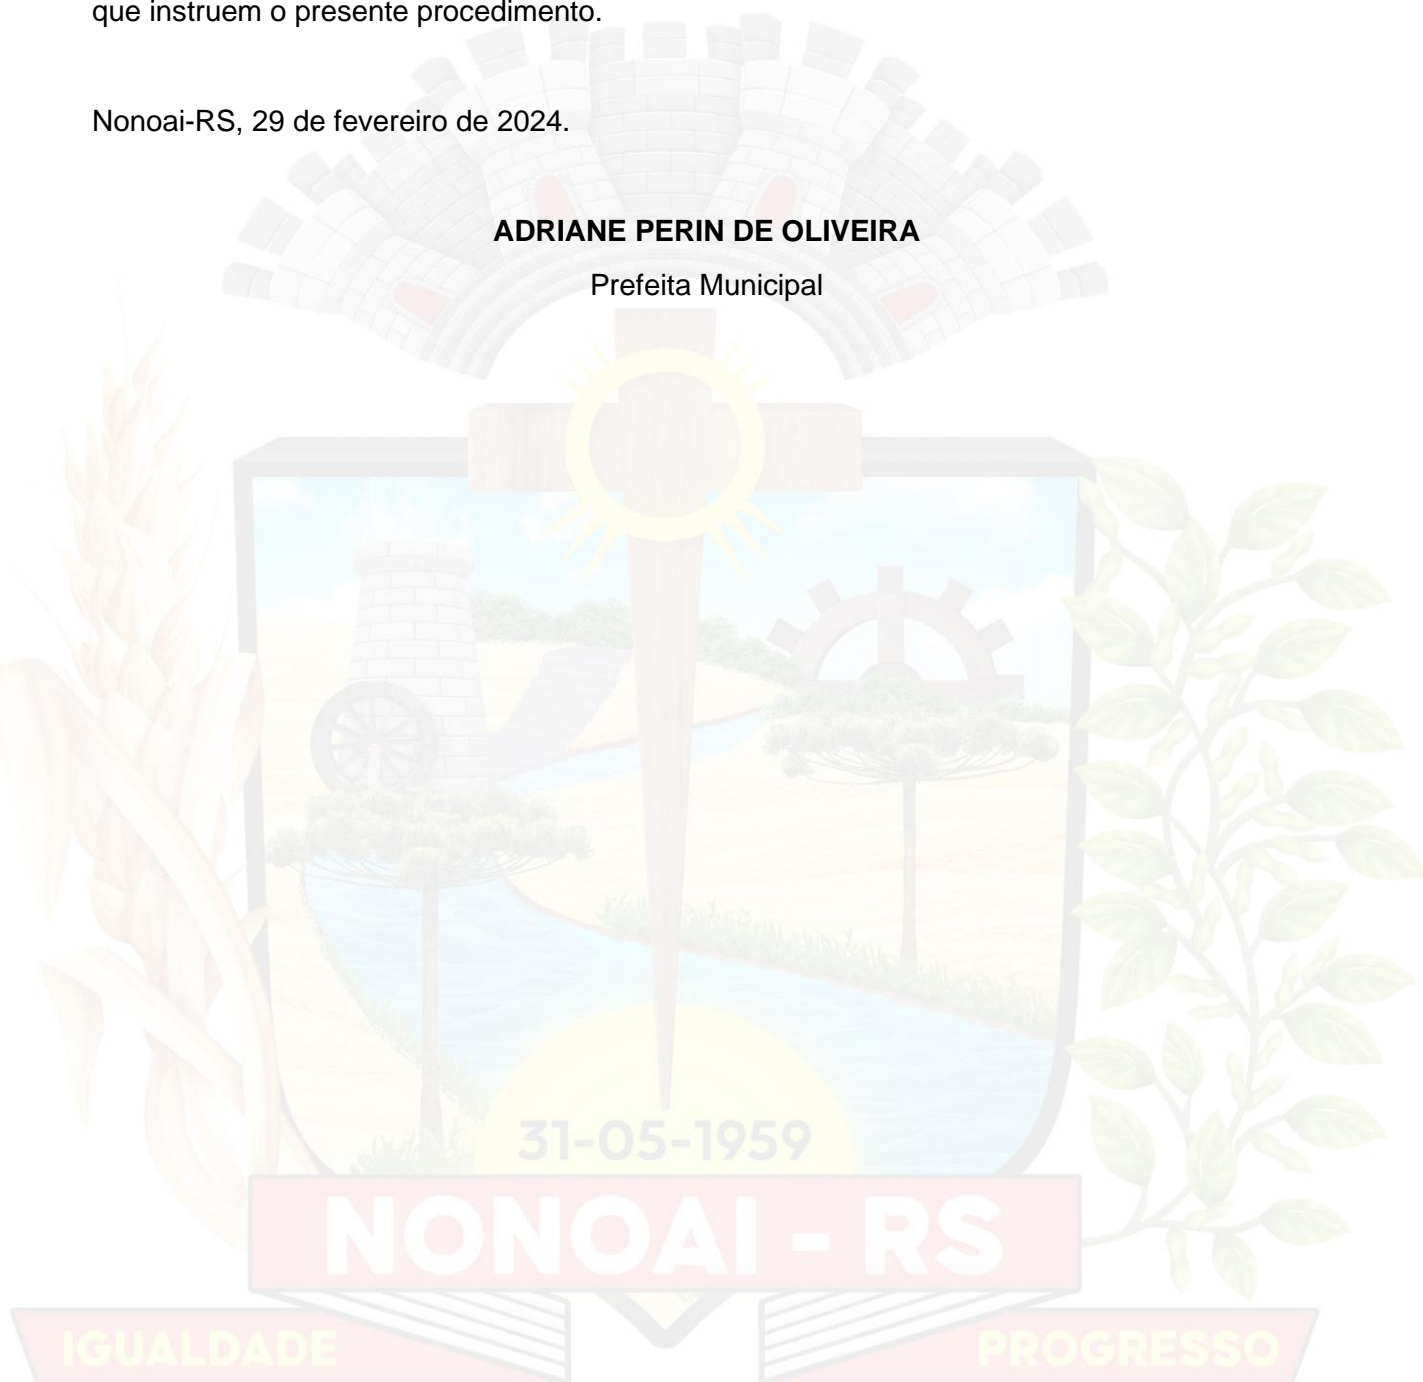 que instruem o presente procedimento.
Nonoai-RS, 29 de fevereiro de 2024.
ADRIANE PERIN DE OLIVEIRA
Prefeita Municipal
31-05-1959
NONOAI - RS
IGUALDADE
PROGRESSO